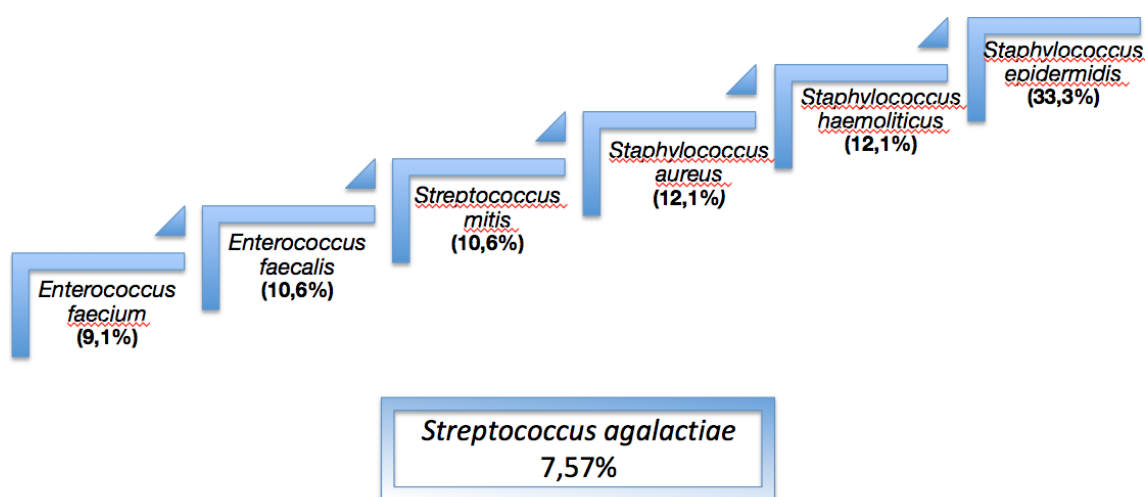 Staphylococcus
epidermidis
(33,3%)
Staphylococcus
haemoliticus
(12,1%)
Staphylococcus
aureus
(12,1%)
Streptococcus
mitis
(10,6%)
Enterococcus
faecalis
(10,6%)
Enterococcus
faecium
(9,1%)
Streptococcus agalactiae
7,57%